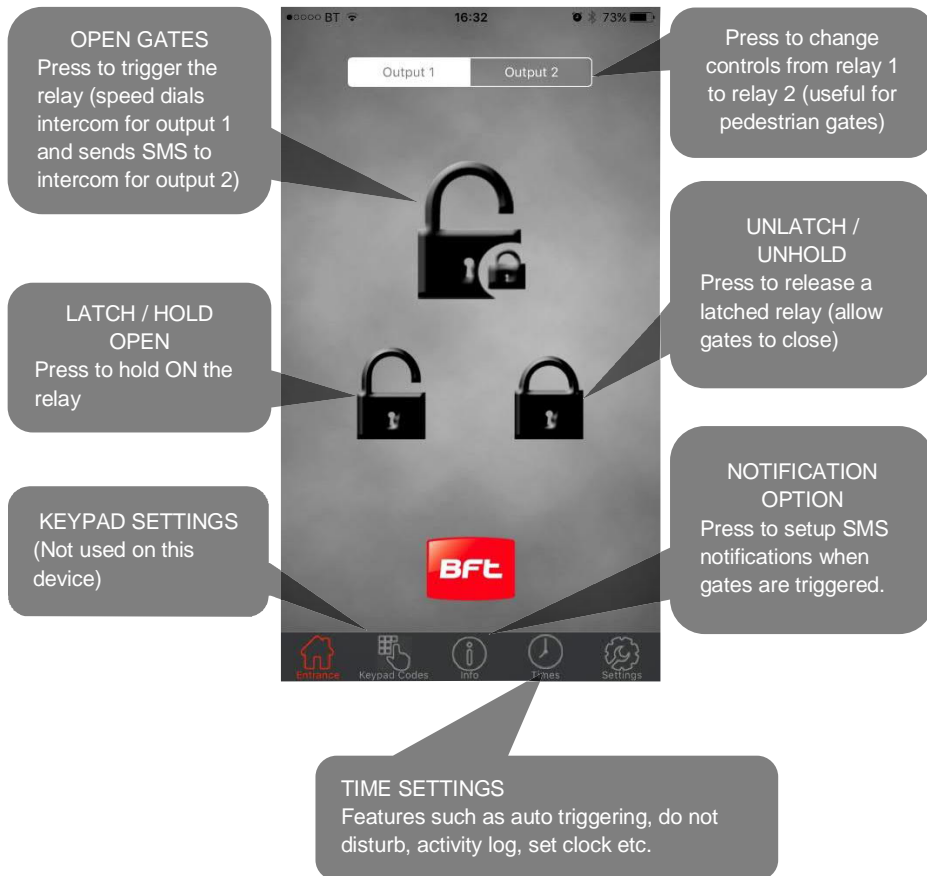 OPEN GATES
Press to trigger the
relay (speed dials
intercom for output 1
and sends SMS to
intercom for output 2)
BT 16:32 73%
Output 1 Output 2
Press to change
controls from relay 1
to relay 2 (useful for
pedestrian gates)
LATCH / HOLD
OPEN
Press to hold ON the
relay
UNLATCH /
UNHOLD
Press to release a
latched relay (allow
gates to close)
KEYPAD SETTINGS
(Not used on this
device)
BFt
NOTIFICATION
OPTION
Press to setup SMS
notifications when
gates are triggered.
Entrance Keypad Codes Info Times Settings
TIME SETTINGS
Features such as auto triggering, do not
disturb, activity log, set clock etc.